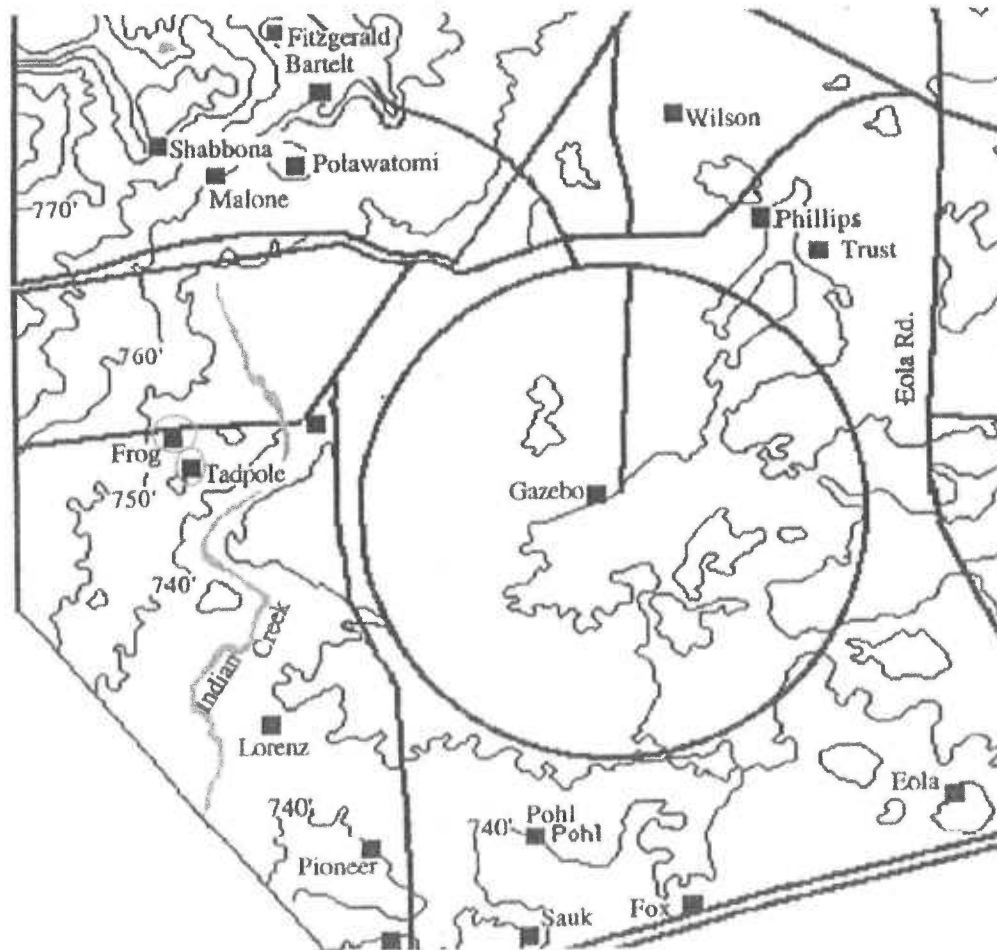 Fitzgerald
Bartelt
Wilson
Shabbona
Potawatomi
Malone
770'
Phillips
Trust
Eola Rd.
760'
Frog
Tadpole
750'
Gazebo
740'
Indian Creek
Lorenz
Eola
740'
Pohl
740'
Pohl
Pioneer
Fox
Sauk